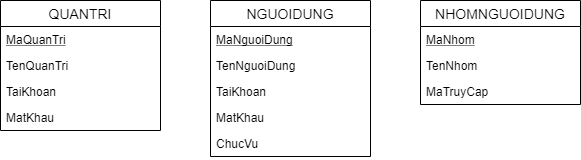 QUANTRI
MaQuanTri
TenQuanTri
TaiKhoan
MatKhau
NGUOIDUNG
MaNguoiDung
TenNguoiDung
TaiKhoan
MatKhau
ChucVu
NHOMNGUOIDUNG
MaNhom
TenNhom
MaTruyCap